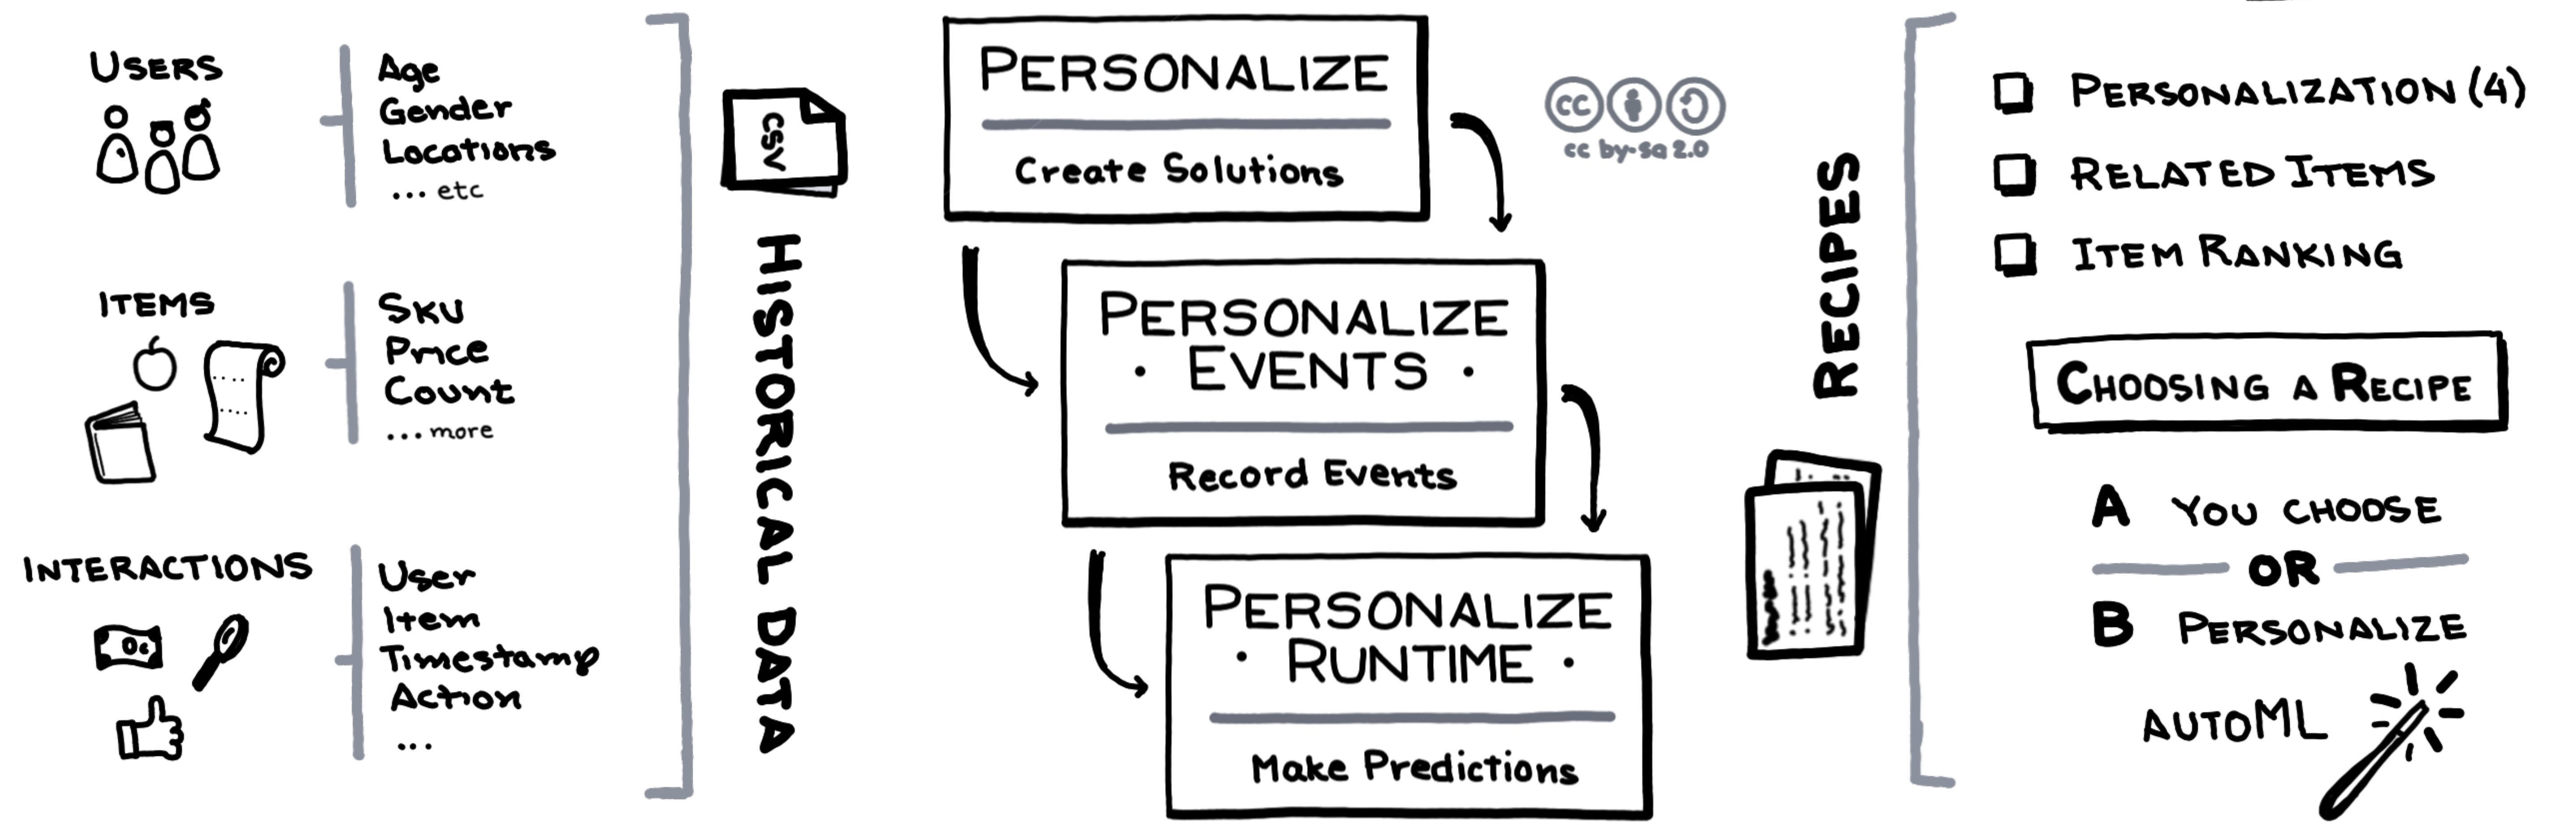 USERS
Age
Gender
Locations
... etc
ITEMS
SKU
Price
Count
... more
INTERACTIONS
User
Item
Timestamp
Action
...
CSV
HISTORICAL DATA
PERSONALIZE
Create Solutions
PERSONALIZE
· EVENTS ·
Record Events
PERSONALIZE
· RUNTIME ·
Make Predictions
cc
cc by-sa 2.0
RECIPES
PERSONALIZATION (4)
RELATED ITEMS
ITEM RANKING
CHOOSING A RECIPE
A YOU CHOOSE
OR
B PERSONALIZE
AUTOML